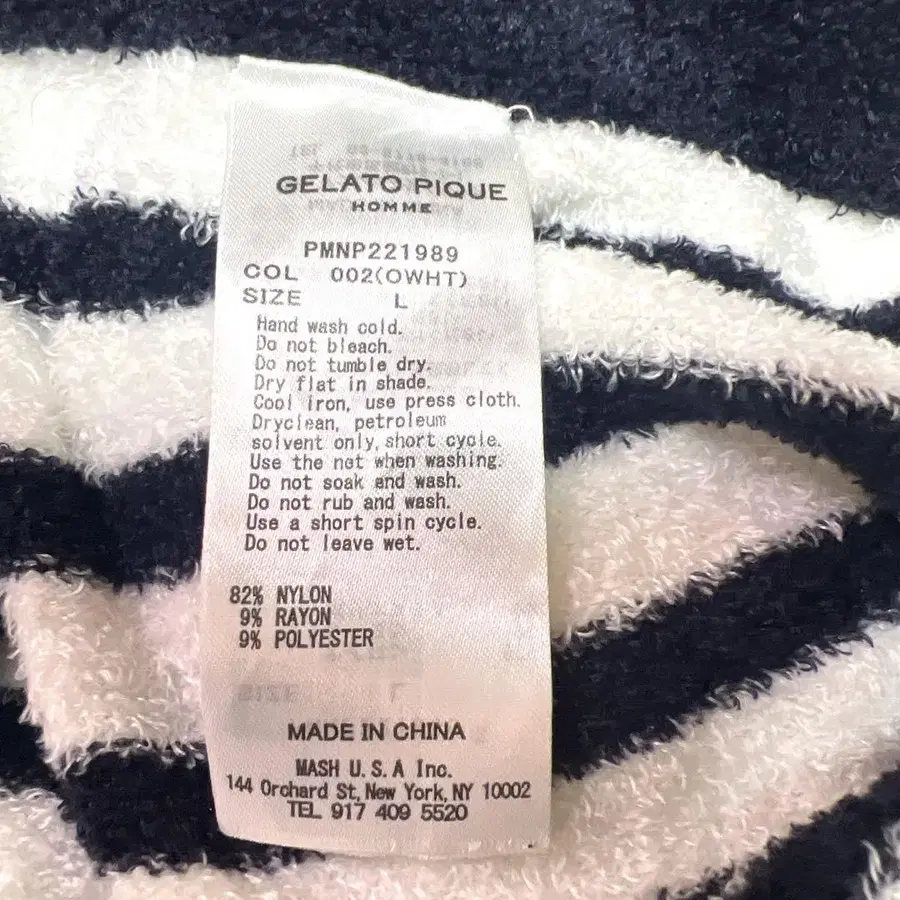 GELATO PIQUE
HOMME
PMNP221989
COL 002(OWHT)
SIZE L
Hand wash cold.
Do not bleach.
Do not tumble dry.
Dry flat in shade.
Cool iron, use press cloth.
Dryclean, petroleum
solvent only, short cycle.
Use the net when washing.
Do not soak and wash.
Do not rub and wash.
Use a short spin cycle.
Do not leave wet.
82% NYLON
9% RAYON
9% POLYESTER
MADE IN CHINA
MASH U.S.A Inc.
144 Orchard St, New York, NY 10002
TEL 917 409 5520